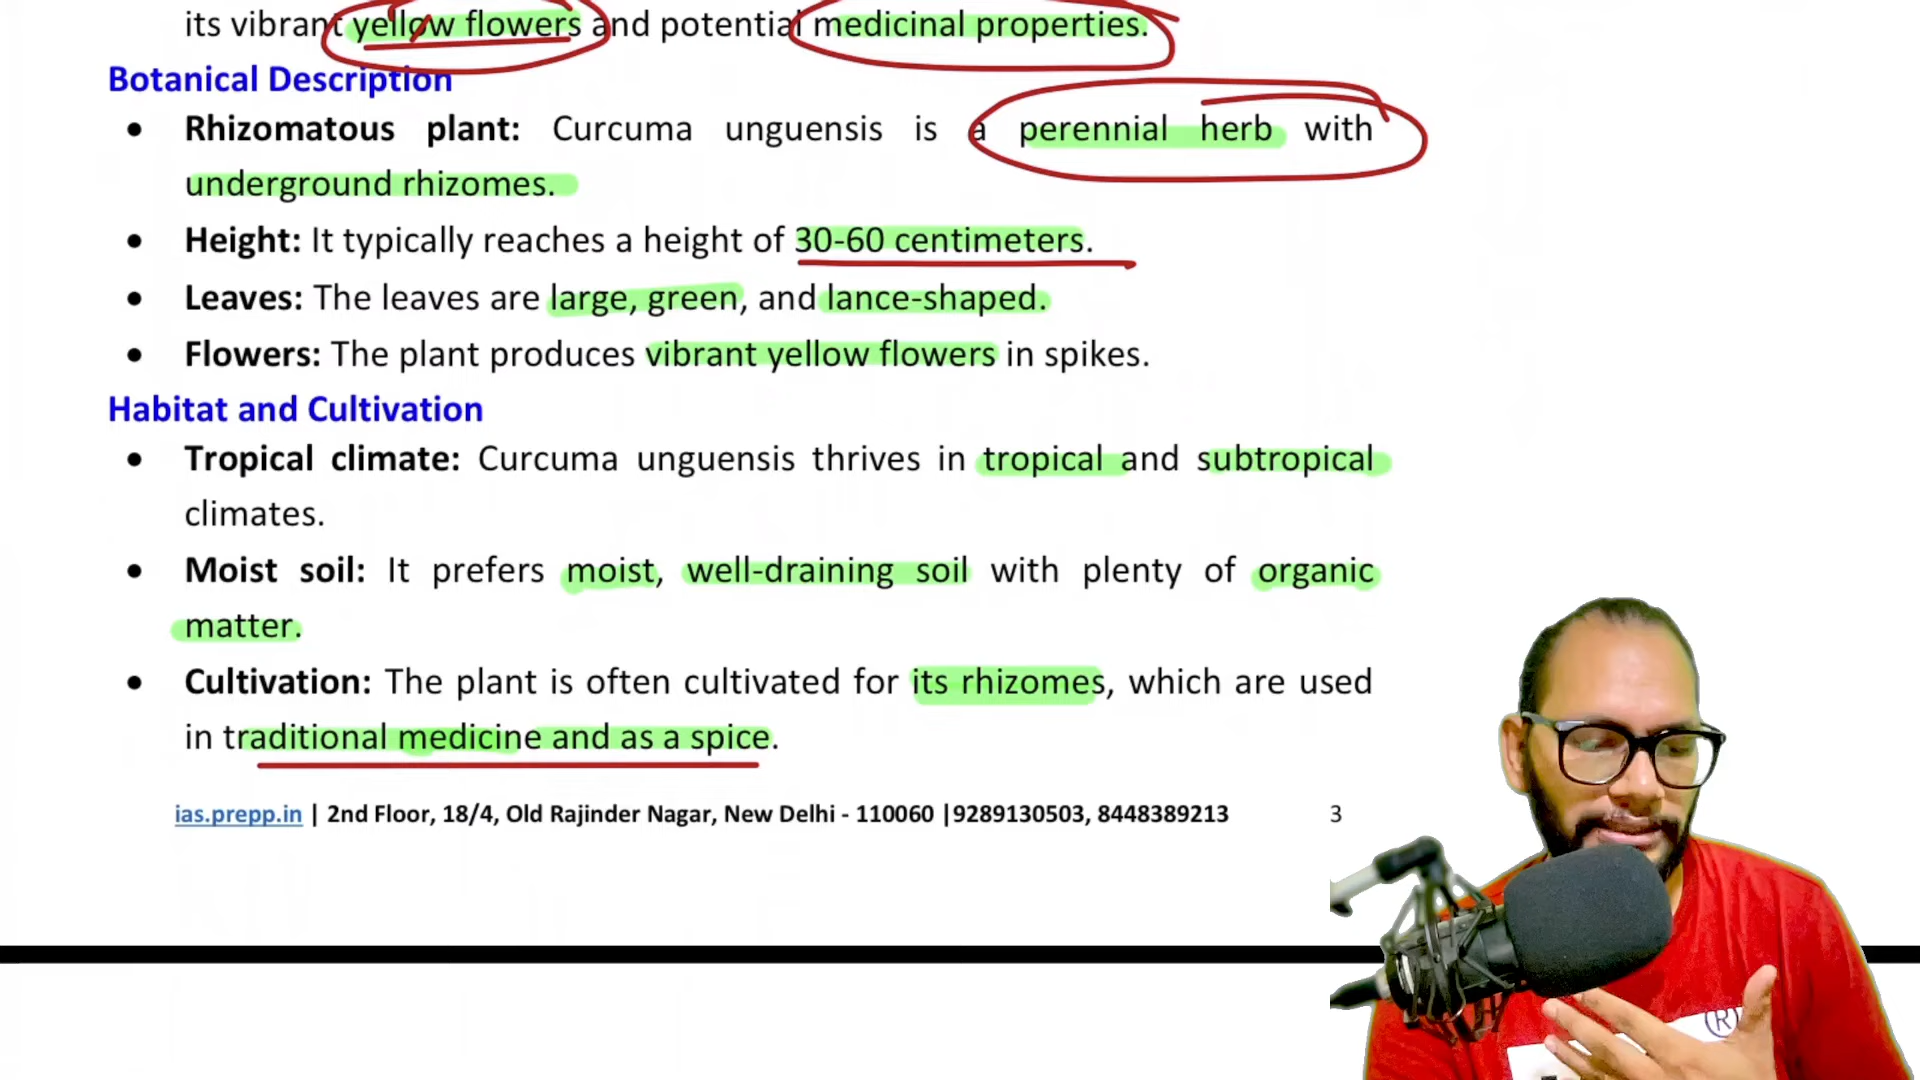 its vibrant yellow flowers and potential medicinal properties.
Botanical Description
• Rhizomatous plant: Curcuma unguensis is a perennial herb with
underground rhizomes.
• Height: It typically reaches a height of 30-60 centimeters.
• Leaves: The leaves are large, green, and lance-shaped.
• Flowers: The plant produces vibrant yellow flowers in spikes.
Habitat and Cultivation
• Tropical climate: Curcuma unguensis thrives in tropical and subtropical
climates.
• Moist soil: It prefers moist, well-draining soil with plenty of organic
matter.
• Cultivation: The plant is often cultivated for its rhizomes, which are used
in traditional medicine and as a spice.
ias.prepp.in | 2nd Floor, 18/4, Old Rajinder Nagar, New Delhi - 110060 |9289130503, 8448389213 3
(R)